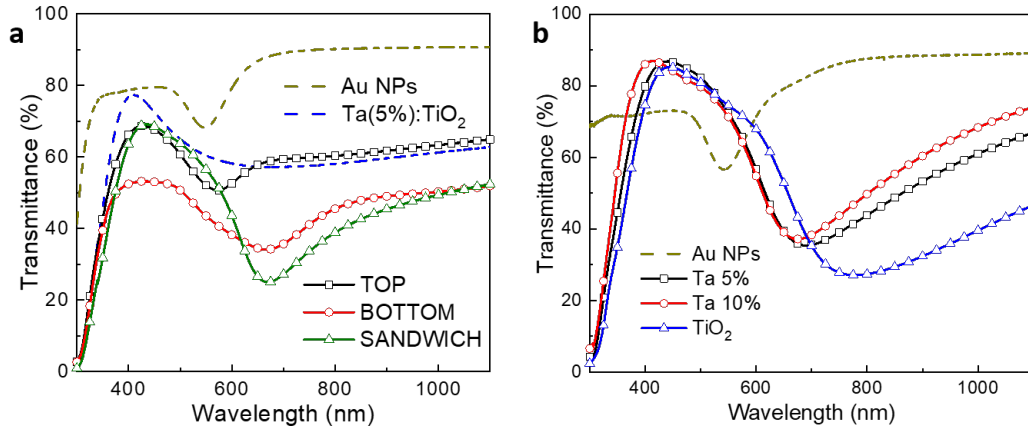 a
Transmittance (%)
100
80
60
40
20
0
400
600
800
1000
Wavelength (nm)
Au NPs
Ta(5%):TiO₂
TOP
BOTTOM
SANDWICH
b
Transmittance (%)
100
80
60
40
20
0
400
600
800
1000
Wavelength (nm)
Au NPs
Ta 5%
Ta 10%
TiO₂